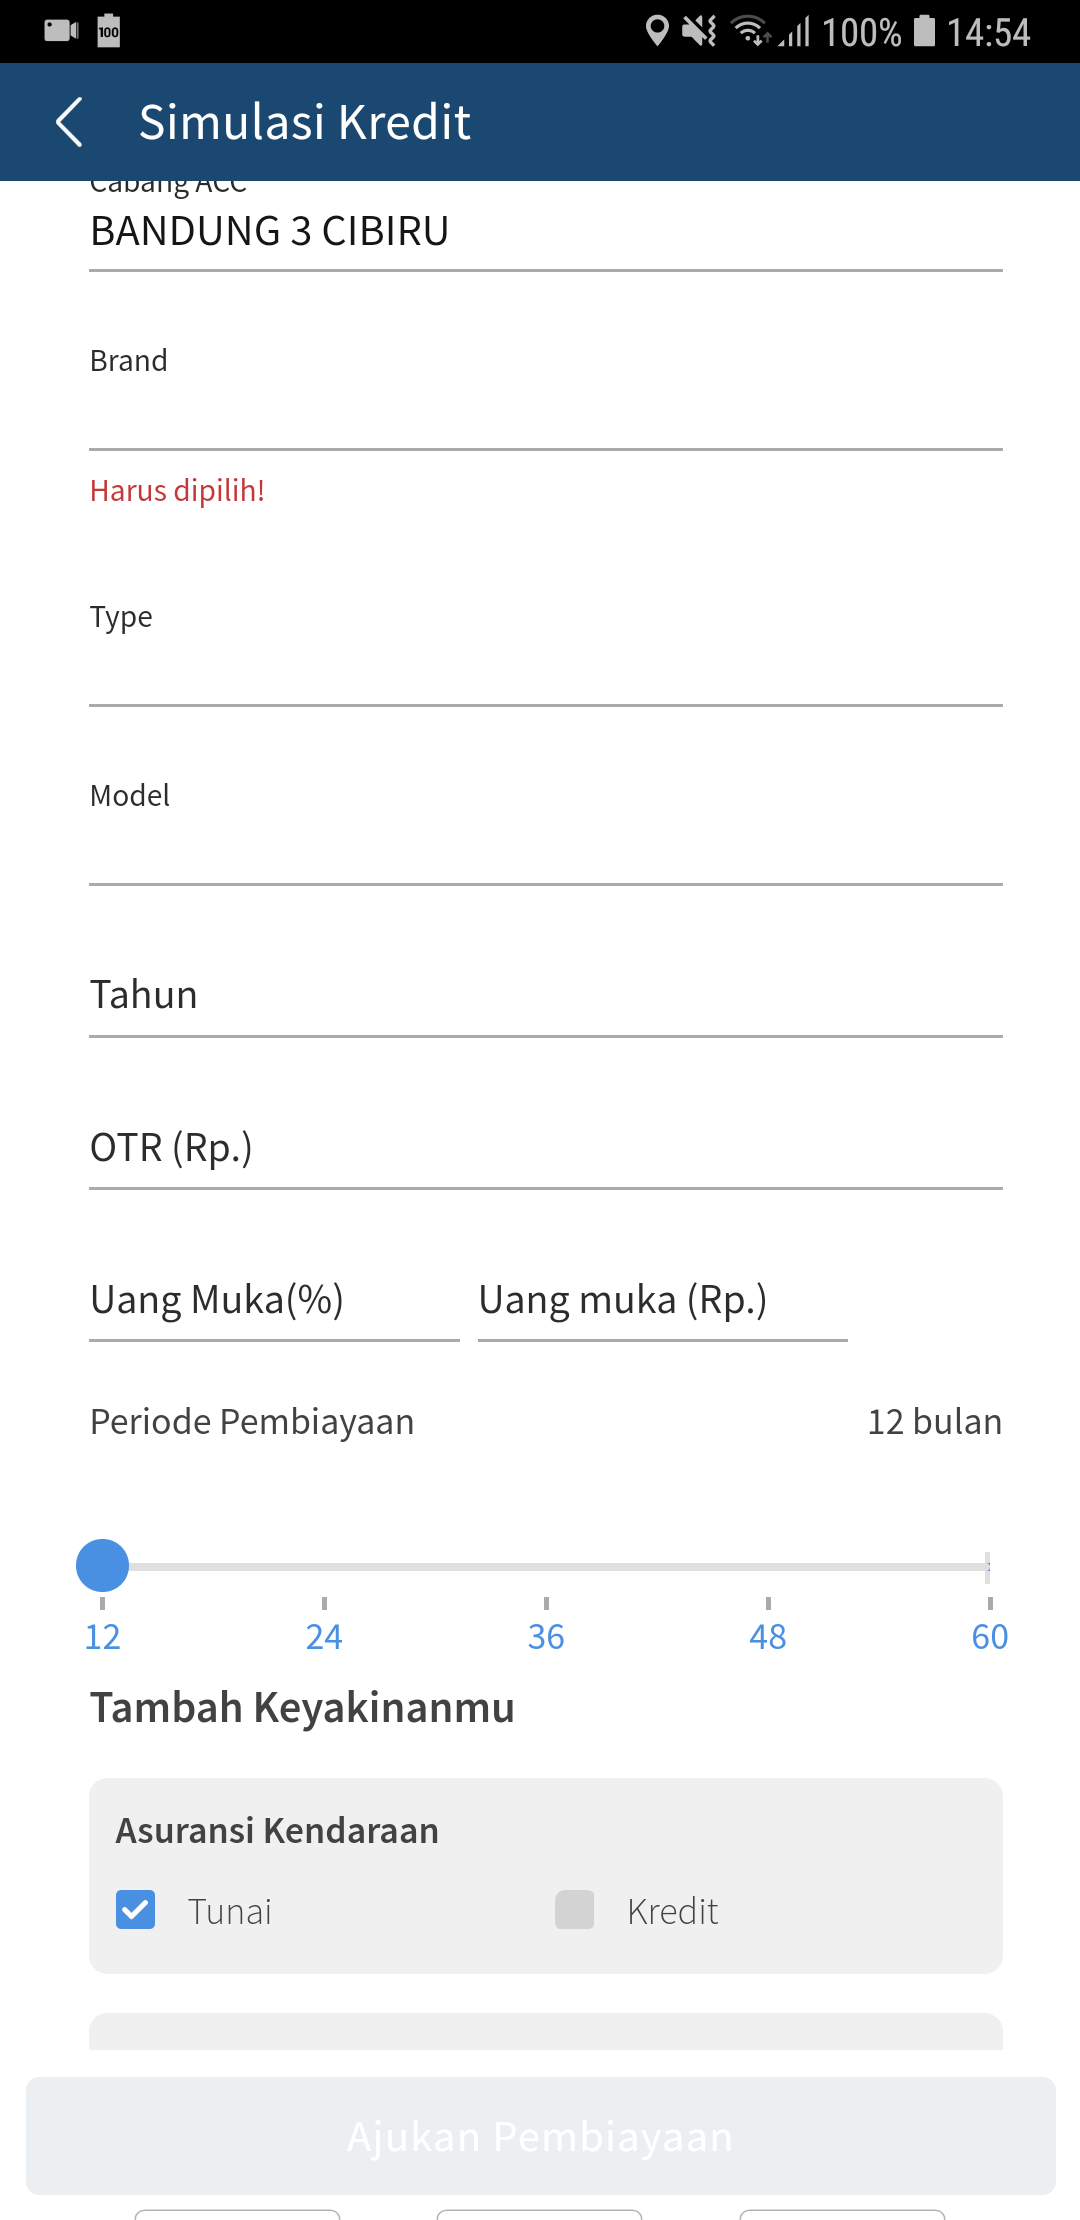 100 100% 14:54
Simulasi Kredit
Cabang ACC
BANDUNG 3 CIBIRU
Brand
Harus dipilih!
Type
Model
Tahun
OTR (Rp.)
Uang Muka(%) Uang muka (Rp.)
Periode Pembiayaan 12 bulan
12 24 36 48 60
Tambah Keyakinanmu
Asuransi Kendaraan
Tunai Kredit
Ajukan Pembiayaan